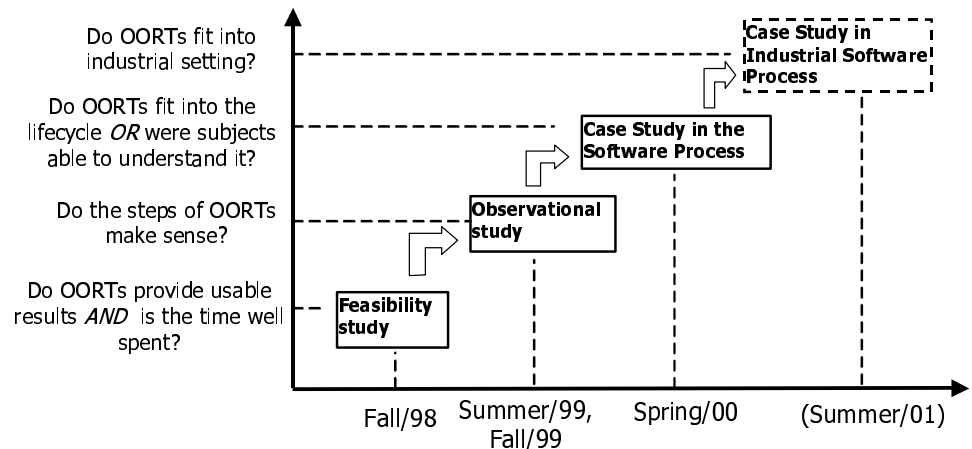 Do OORTs fit into
industrial setting?
Case Study in
Industrial Software
Process
Do OORTs fit into the
lifecycle OR were subjects
able to understand it?
Case Study in the
Software Process
Do the steps of OORTs
make sense?
Observational
study
Do OORTs provide usable
results AND is the time well
spent?
Feasibility
study
Fall/98
Summer/99,
Fall/99
Spring/00
(Summer/01)